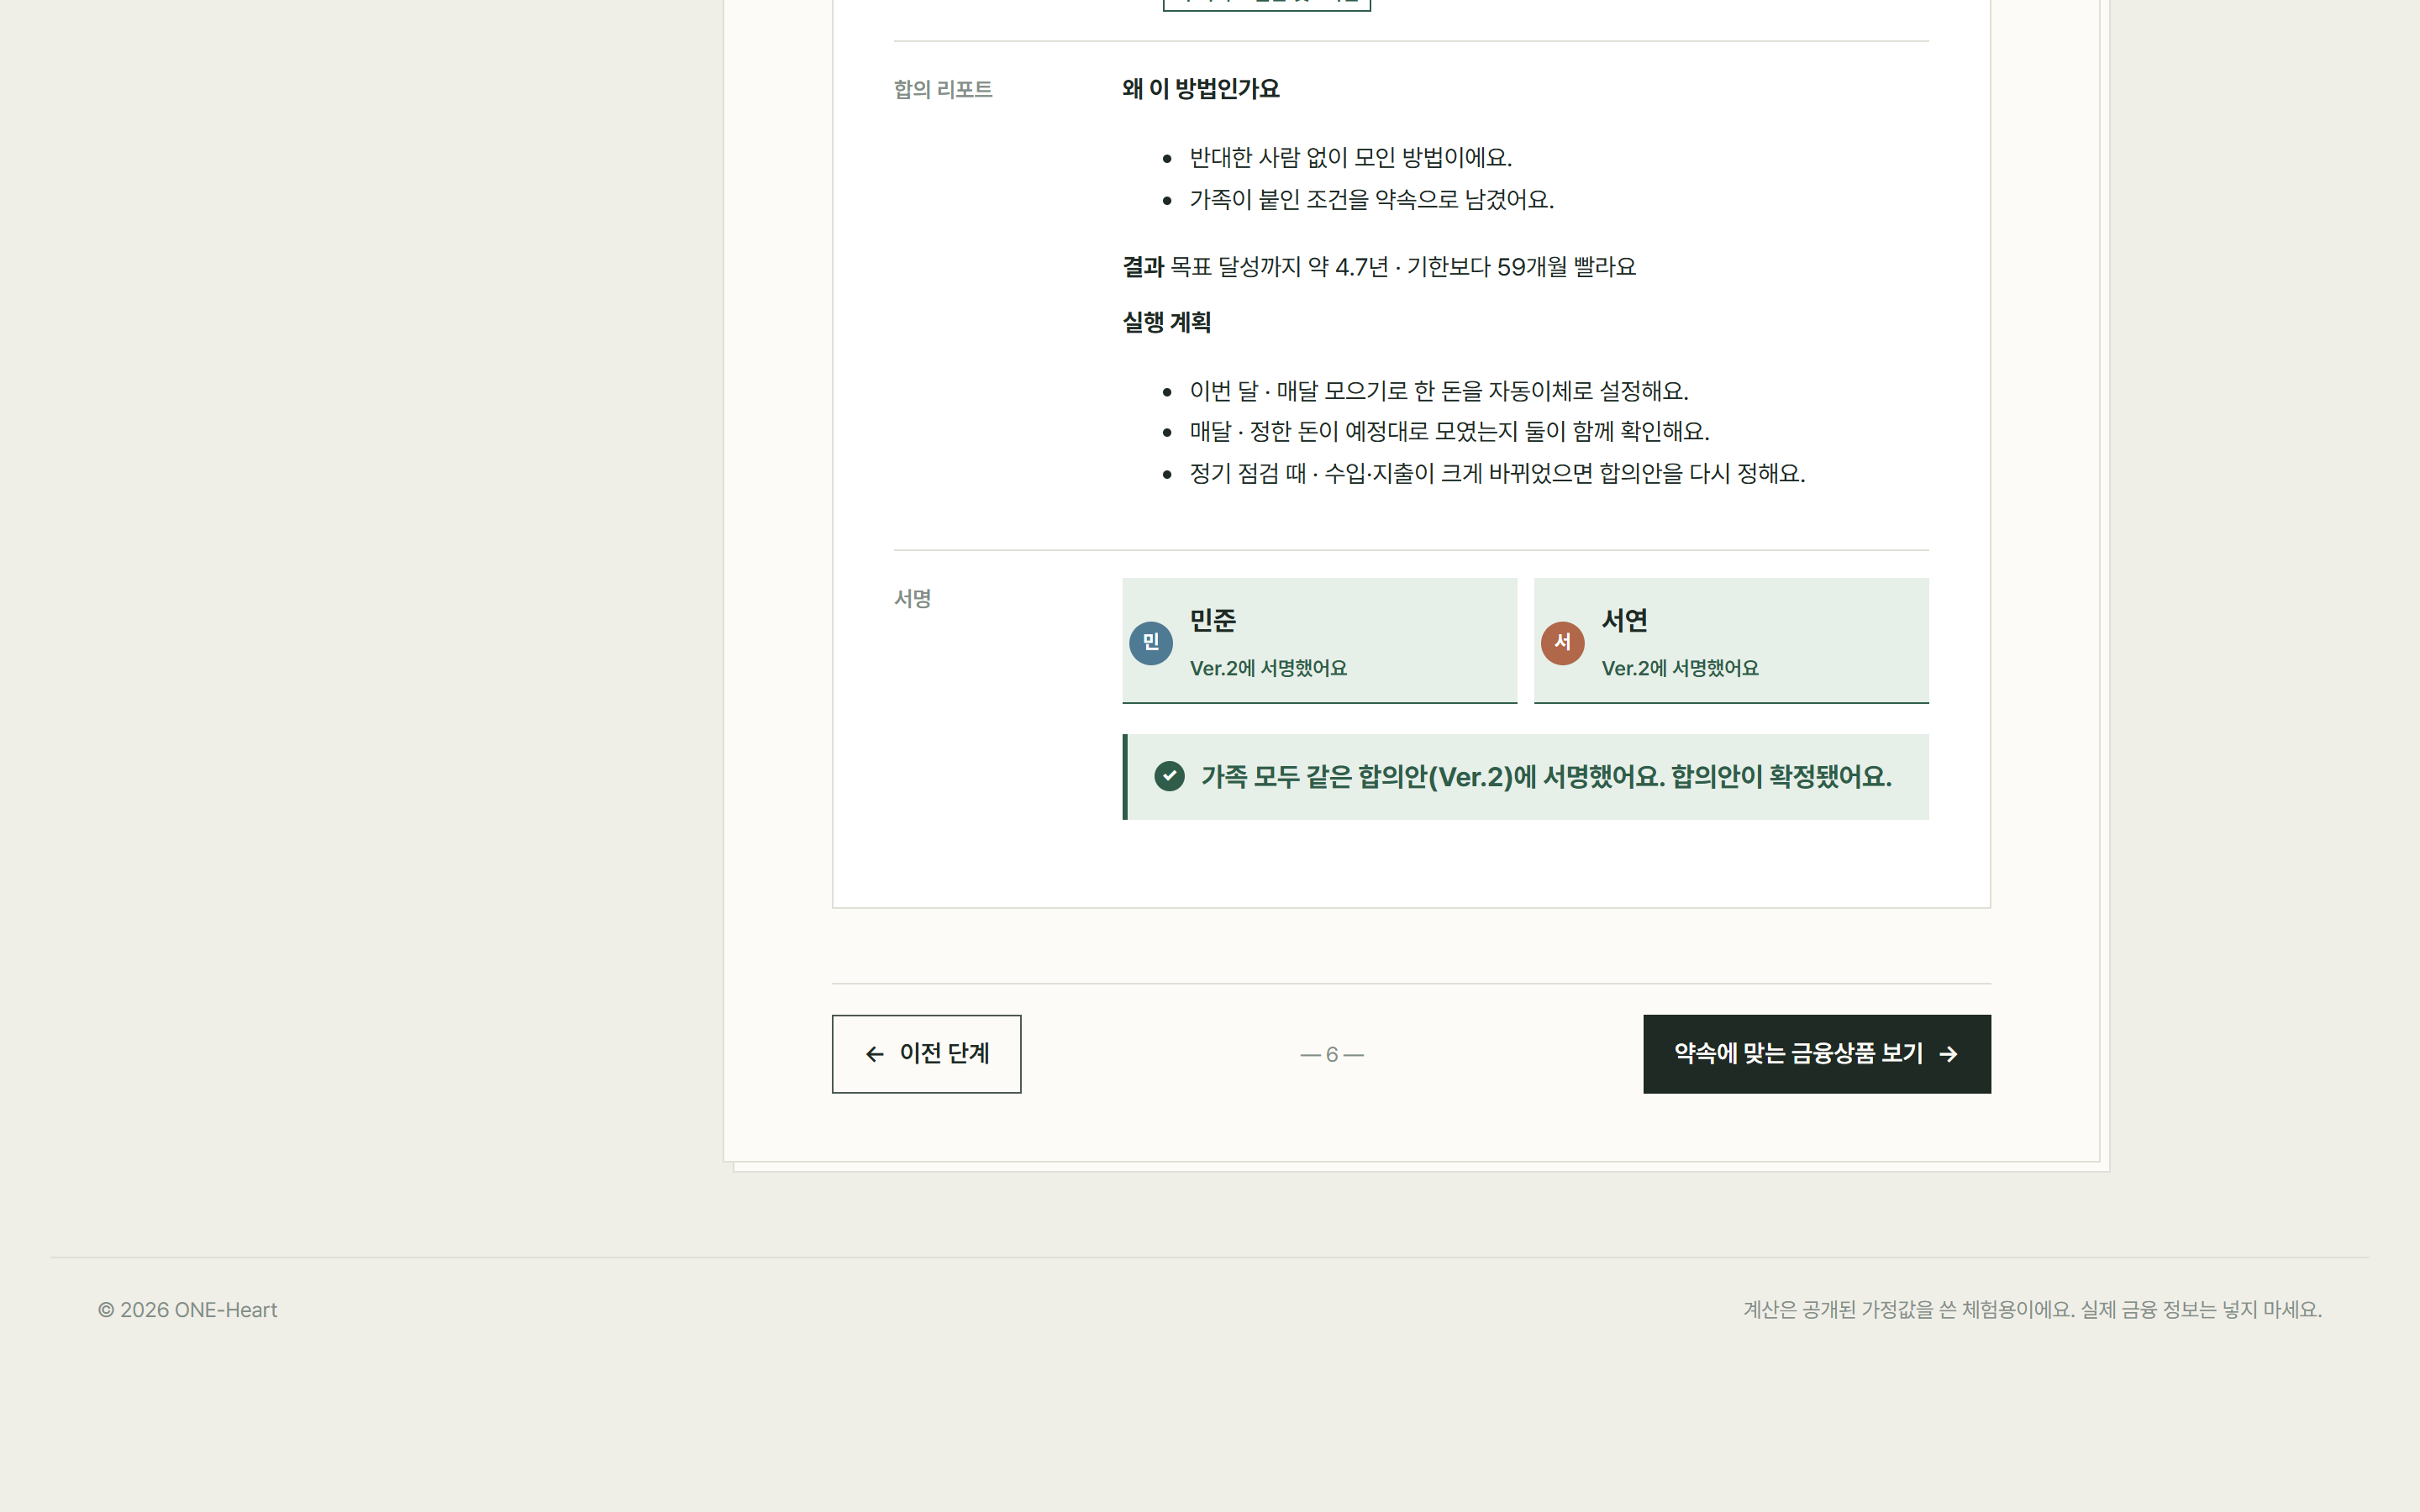 합의 리포트
왜 이 방법인가요
반대한 사람 없이 모인 방법이에요.
가족이 붙인 조건을 약속으로 남겼어요.
결과 목표 달성까지 약 4.7년 · 기한보다 59개월 빨라요
실행 계획
이번 달 · 매달 모으기로 한 돈을 자동이체로 설정해요.
매달 · 정한 돈이 예정대로 모였는지 둘이 함께 확인해요.
정기 점검 때 · 수입·지출이 크게 바뀌었으면 합의안을 다시 정해요.
서명
민
민준
Ver.2에 서명했어요
서
서연
Ver.2에 서명했어요
가족 모두 같은 합의안(Ver.2)에 서명했어요. 합의안이 확정됐어요.
← 이전 단계
— 6 —
약속에 맞는 금융상품 보기 →
© 2026 ONE-Heart
계산은 공개된 가정값을 쓴 체험용이에요. 실제 금융 정보는 넣지 마세요.